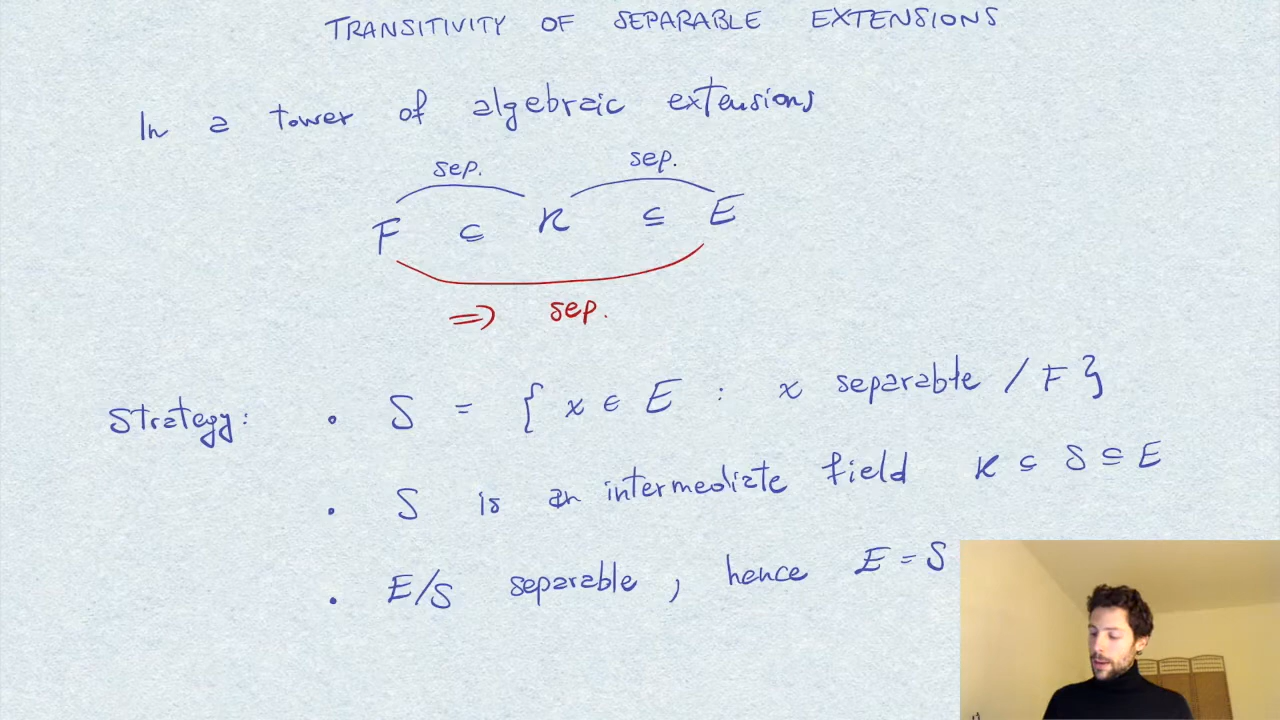 TRANSITIVITY OF SEPARABLE EXTENSIONS
In a tower of algebraic extensions
sep. sep.
F ⊆ K ⊆ E
⇒ sep.
Strategy: • S = { x ∈ E : x separable / F }
• S is an intermediate field K ⊆ S ⊆ E
• E/S separable, hence E = S